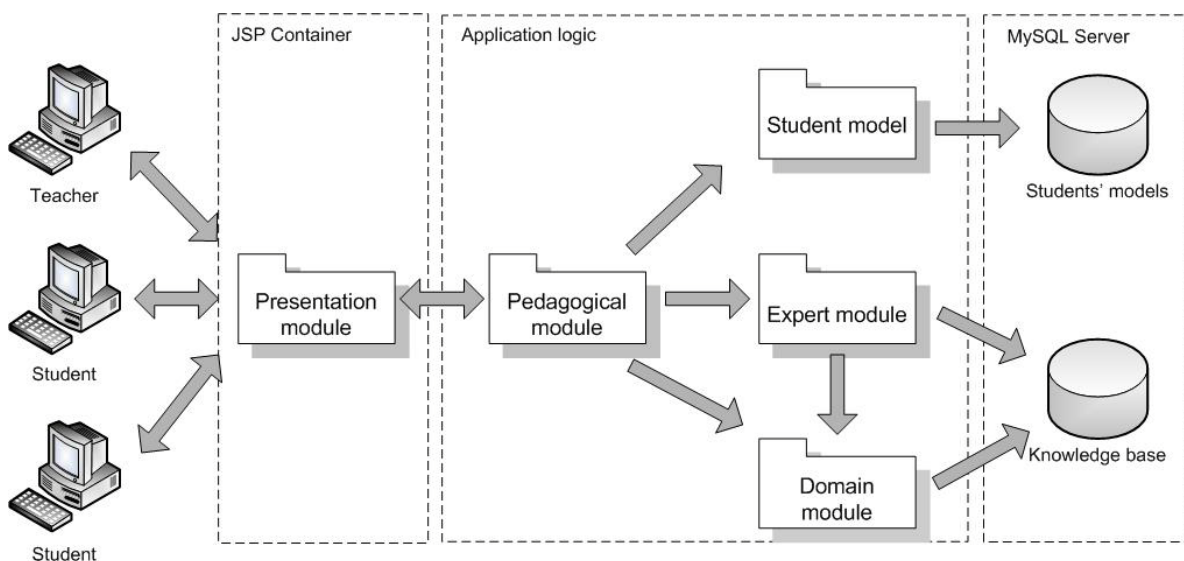 JSP Container
Application logic
MySQL Server
Teacher
Student
Student
Presentation
module
Pedagogical
module
Student model
Expert module
Domain
module
Students' models
Knowledge base